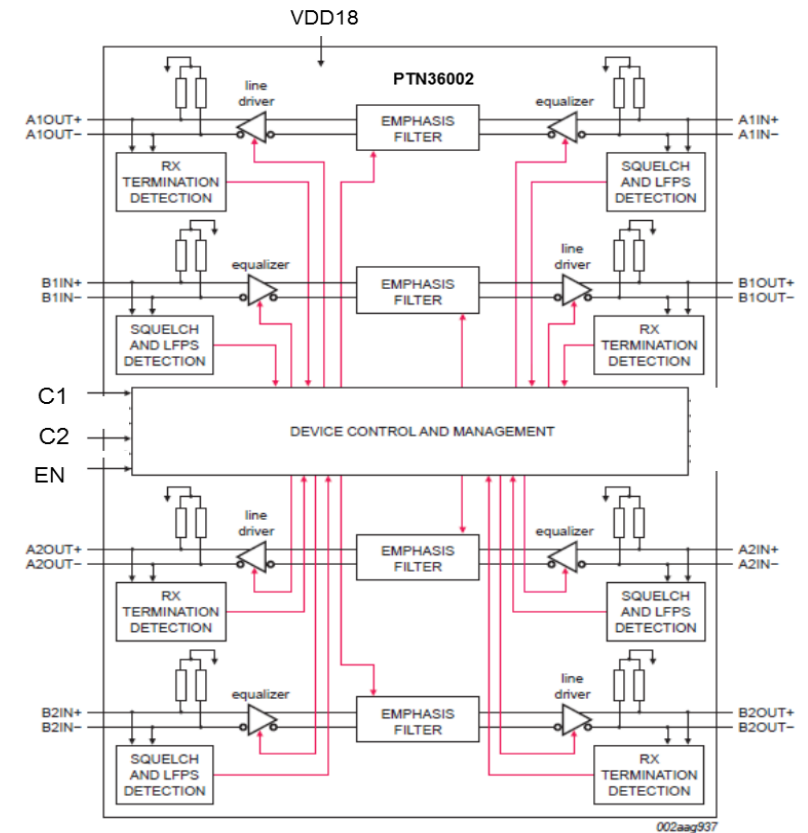 VDD18
PTN36002
line
driver
equalizer
A1OUT+
A1OUT−
EMPHASIS
FILTER
A1IN+
A1IN−
RX
TERMINATION
DETECTION
SQUELCH
AND LFPS
DETECTION
equalizer
line
driver
B1IN+
B1IN−
EMPHASIS
FILTER
B1OUT+
B1OUT−
SQUELCH
AND LFPS
DETECTION
RX
TERMINATION
DETECTION
C1
C2
EN
DEVICE CONTROL AND MANAGEMENT
line
driver
equalizer
A2OUT+
A2OUT−
EMPHASIS
FILTER
A2IN+
A2IN−
RX
TERMINATION
DETECTION
SQUELCH
AND LFPS
DETECTION
equalizer
line
driver
B2IN+
B2IN−
EMPHASIS
FILTER
B2OUT+
B2OUT−
SQUELCH
AND LFPS
DETECTION
RX
TERMINATION
DETECTION
002aag937